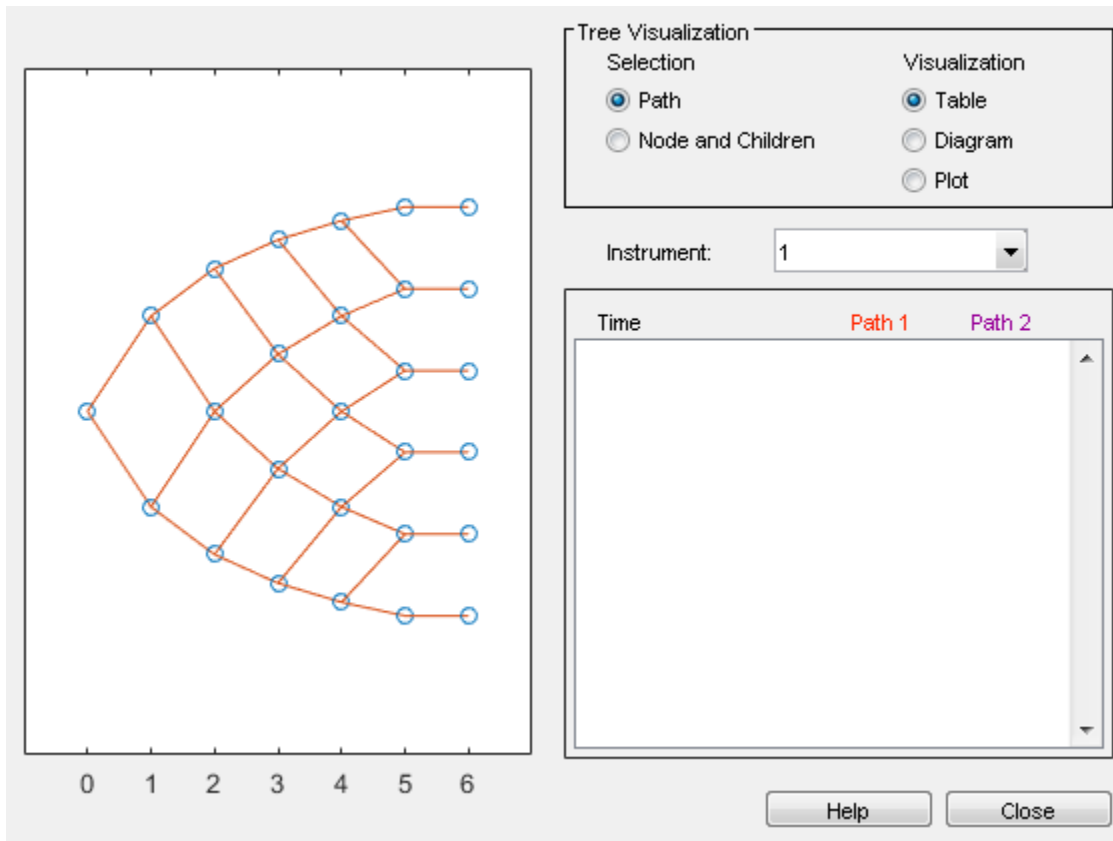 Tree Visualization
Selection Visualization
Path Table
Node and Children Diagram
Plot
Instrument: 1
Time Path 1 Path 2
0 1 2 3 4 5 6
Help Close